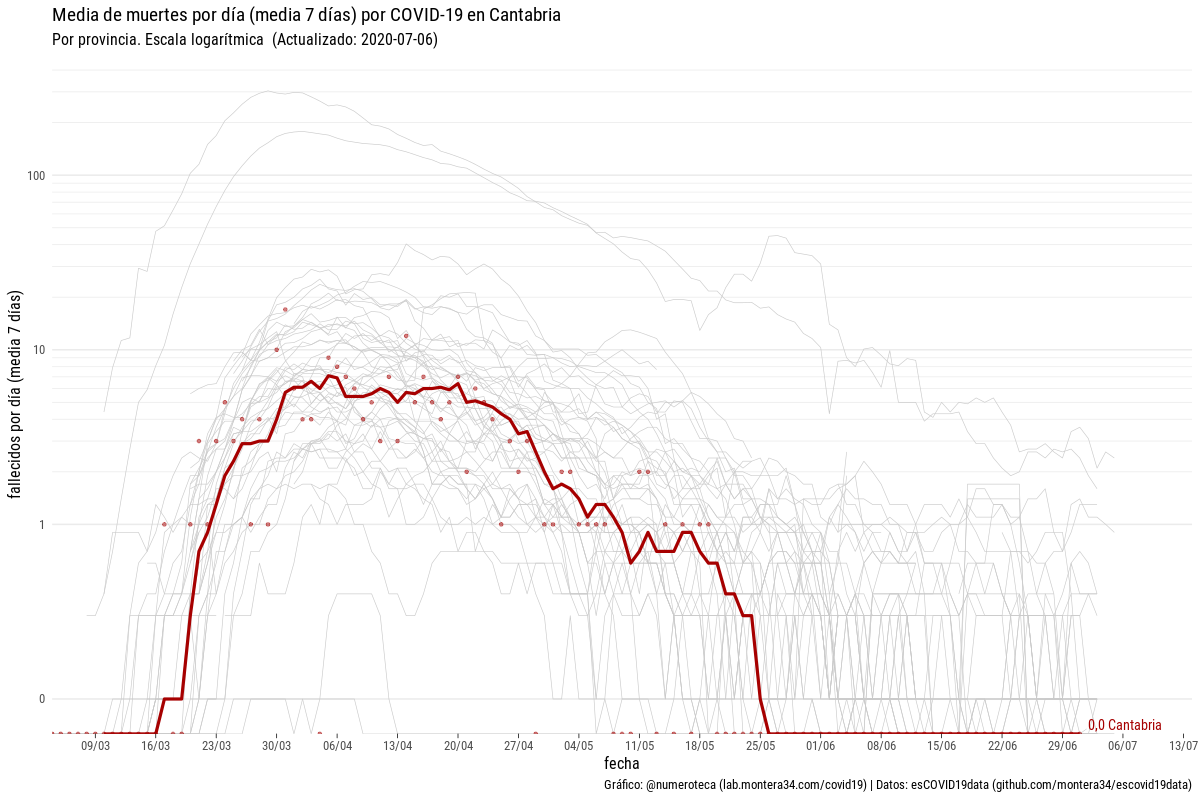 Media de muertes por día (media 7 días) por COVID-19 en Cantabria
Por provincia. Escala logarítmica  (Actualizado: 2020-07-06)
fallecidos por día (media  7 días)
100
10
1
0
0,0 Cantabria
09/03 16/03 23/03 30/03 06/04 13/04 20/04 27/04 04/05 11/05 18/05 25/05 01/06 08/06 15/06 22/06 29/06 06/07 13/07
fecha
Gráfico: @numeroteca (lab.montera34.com/covid19) | Datos: esCOVID19data (github.com/montera34/escovid19data)